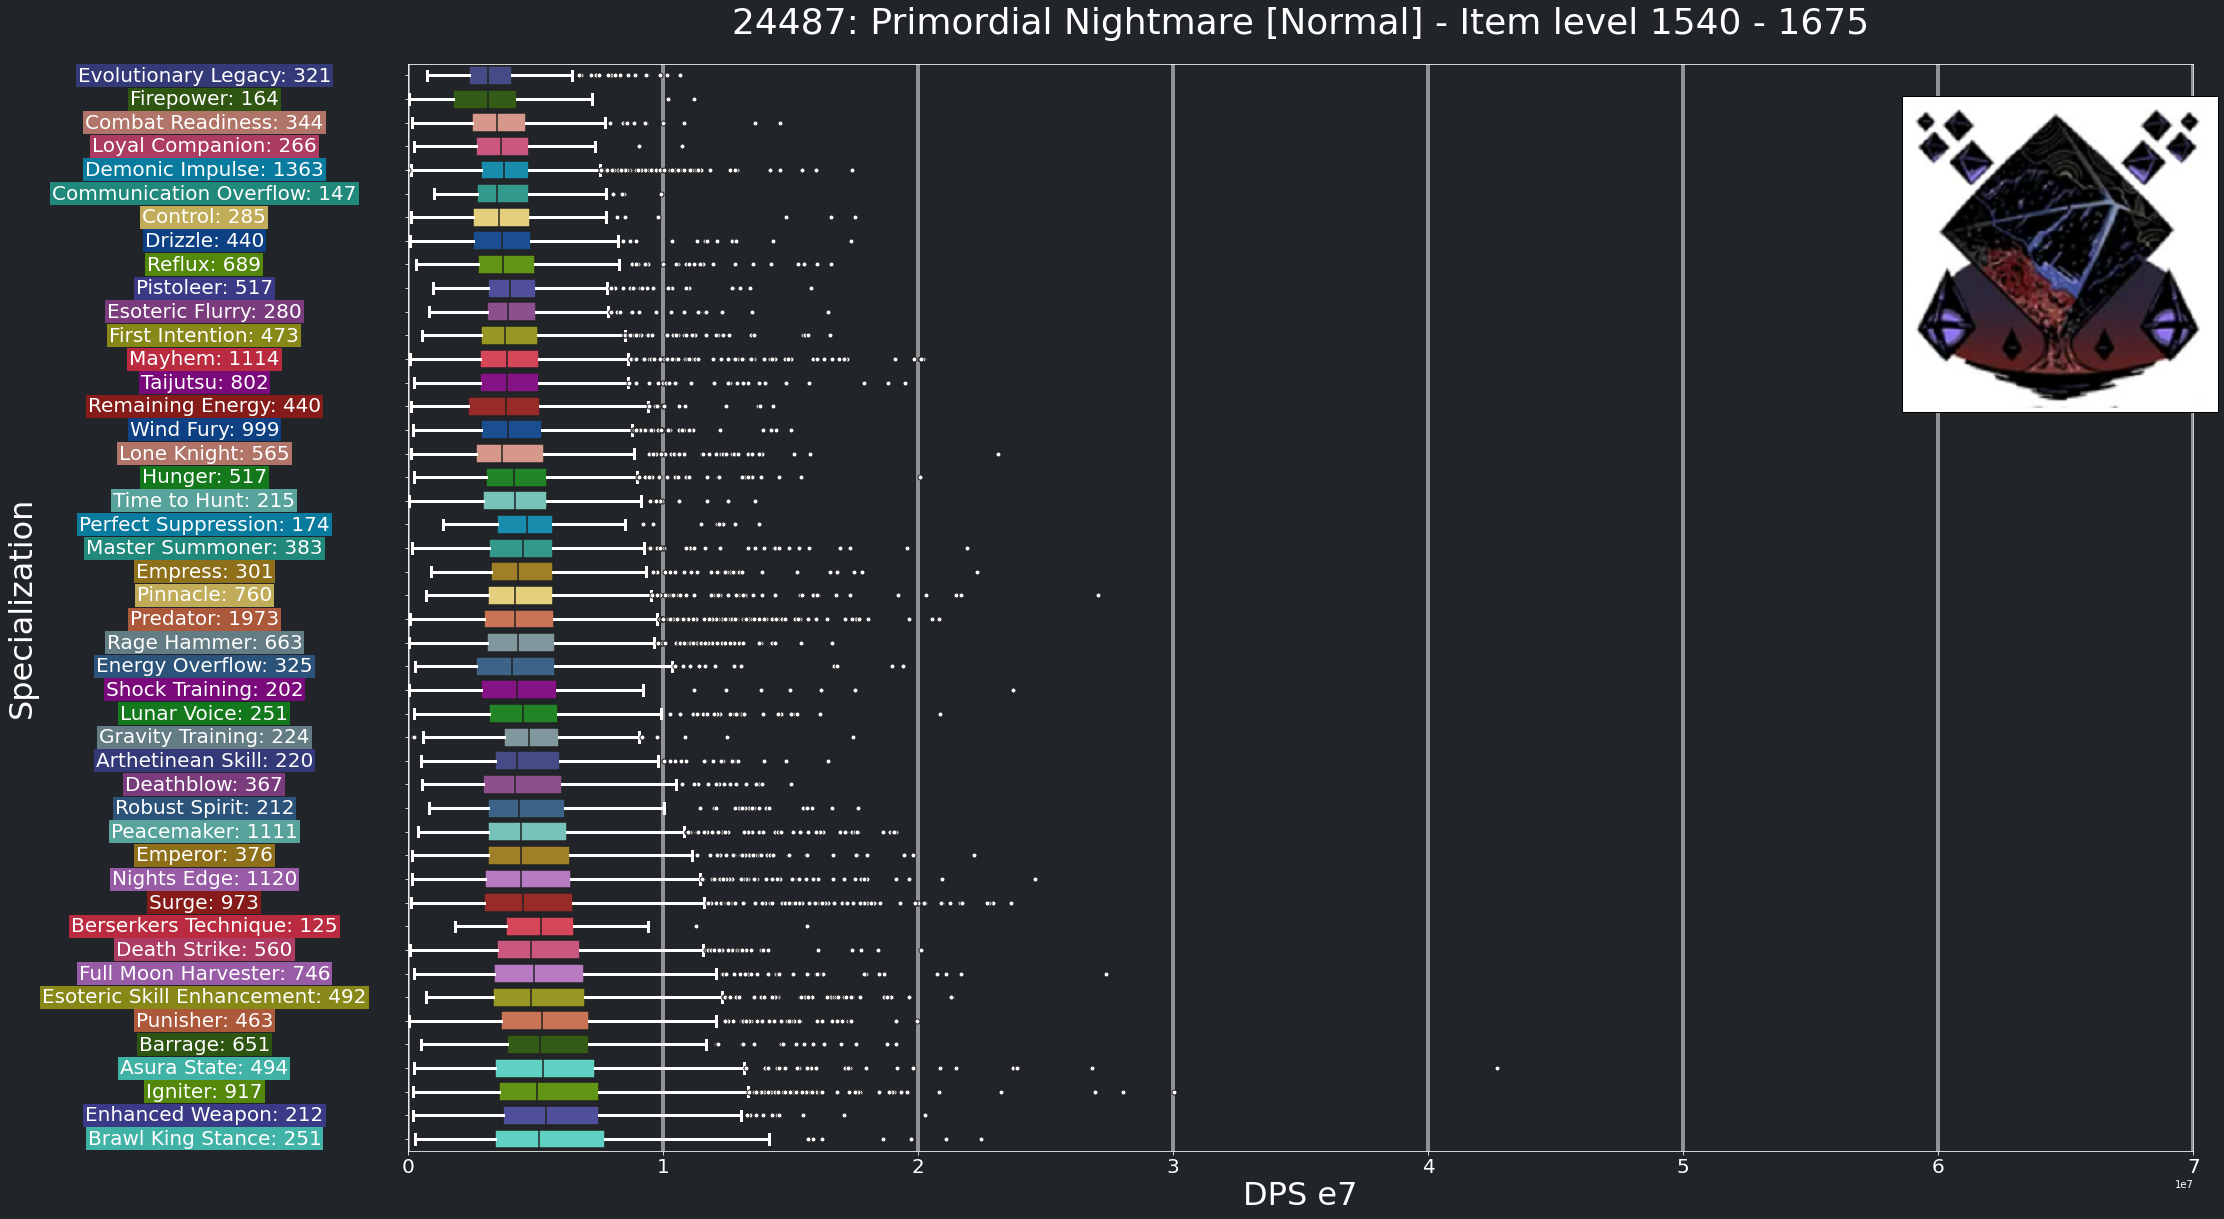 24487: Primordial Nightmare [Normal] - Item level 1540 - 1675
Specialization
Evolutionary Legacy: 321
Firepower: 164
Combat Readiness: 344
Loyal Companion: 266
Demonic Impulse: 1363
Communication Overflow: 147
Control: 285
Drizzle: 440
Reflux: 689
Pistoleer: 517
Esoteric Flurry: 280
First Intention: 473
Mayhem: 1114
Taijutsu: 802
Remaining Energy: 440
Wind Fury: 999
Lone Knight: 565
Hunger: 517
Time to Hunt: 215
Perfect Suppression: 174
Master Summoner: 383
Empress: 301
Pinnacle: 760
Predator: 1973
Rage Hammer: 663
Energy Overflow: 325
Shock Training: 202
Lunar Voice: 251
Gravity Training: 224
Arthetinean Skill: 220
Deathblow: 367
Robust Spirit: 212
Peacemaker: 1111
Emperor: 376
Nights Edge: 1120
Surge: 973
Berserkers Technique: 125
Death Strike: 560
Full Moon Harvester: 746
Esoteric Skill Enhancement: 492
Punisher: 463
Barrage: 651
Asura State: 494
Igniter: 917
Enhanced Weapon: 212
Brawl King Stance: 251
0 1 2 3 4 5 6 7
1e7
DPS e7